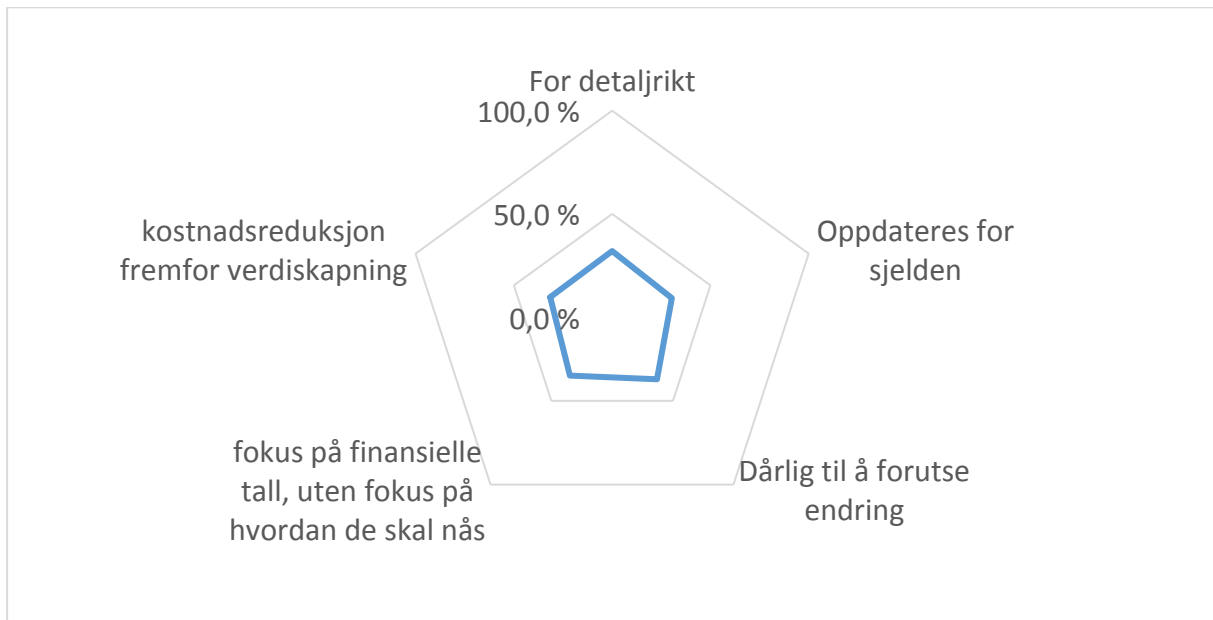 For detaljrikt
100,0 %
50,0 %
0,0 %
Oppdateres for
sjelden
Dårlig til å forutse
endring
fokus på finansielle
tall, uten fokus på
hvordan de skal nås
kostnadsreduksjon
fremfor verdiskapning